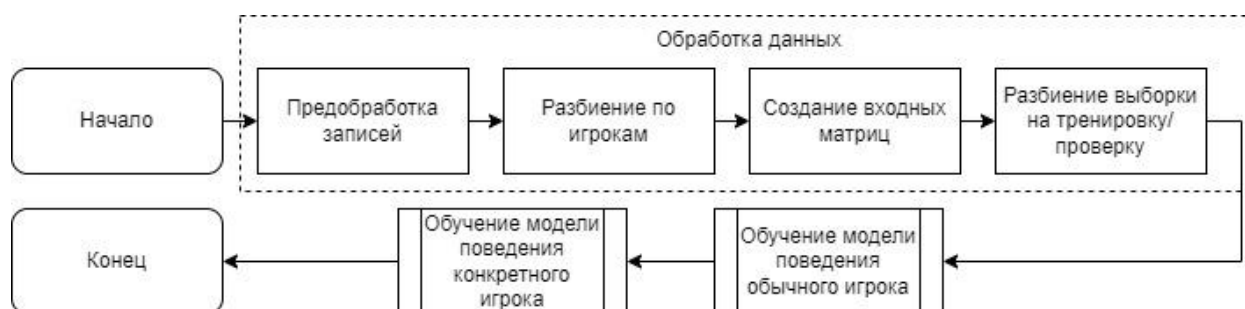 Обработка данных
Начало
Предобработка
записей
Разбиение по
игрокам
Создание входных
матриц
Разбиение выборки
на тренировку/
проверку
Обучение модели
поведения
обычного игрока
Обучение модели
поведения
конкретного
игрока
Конец